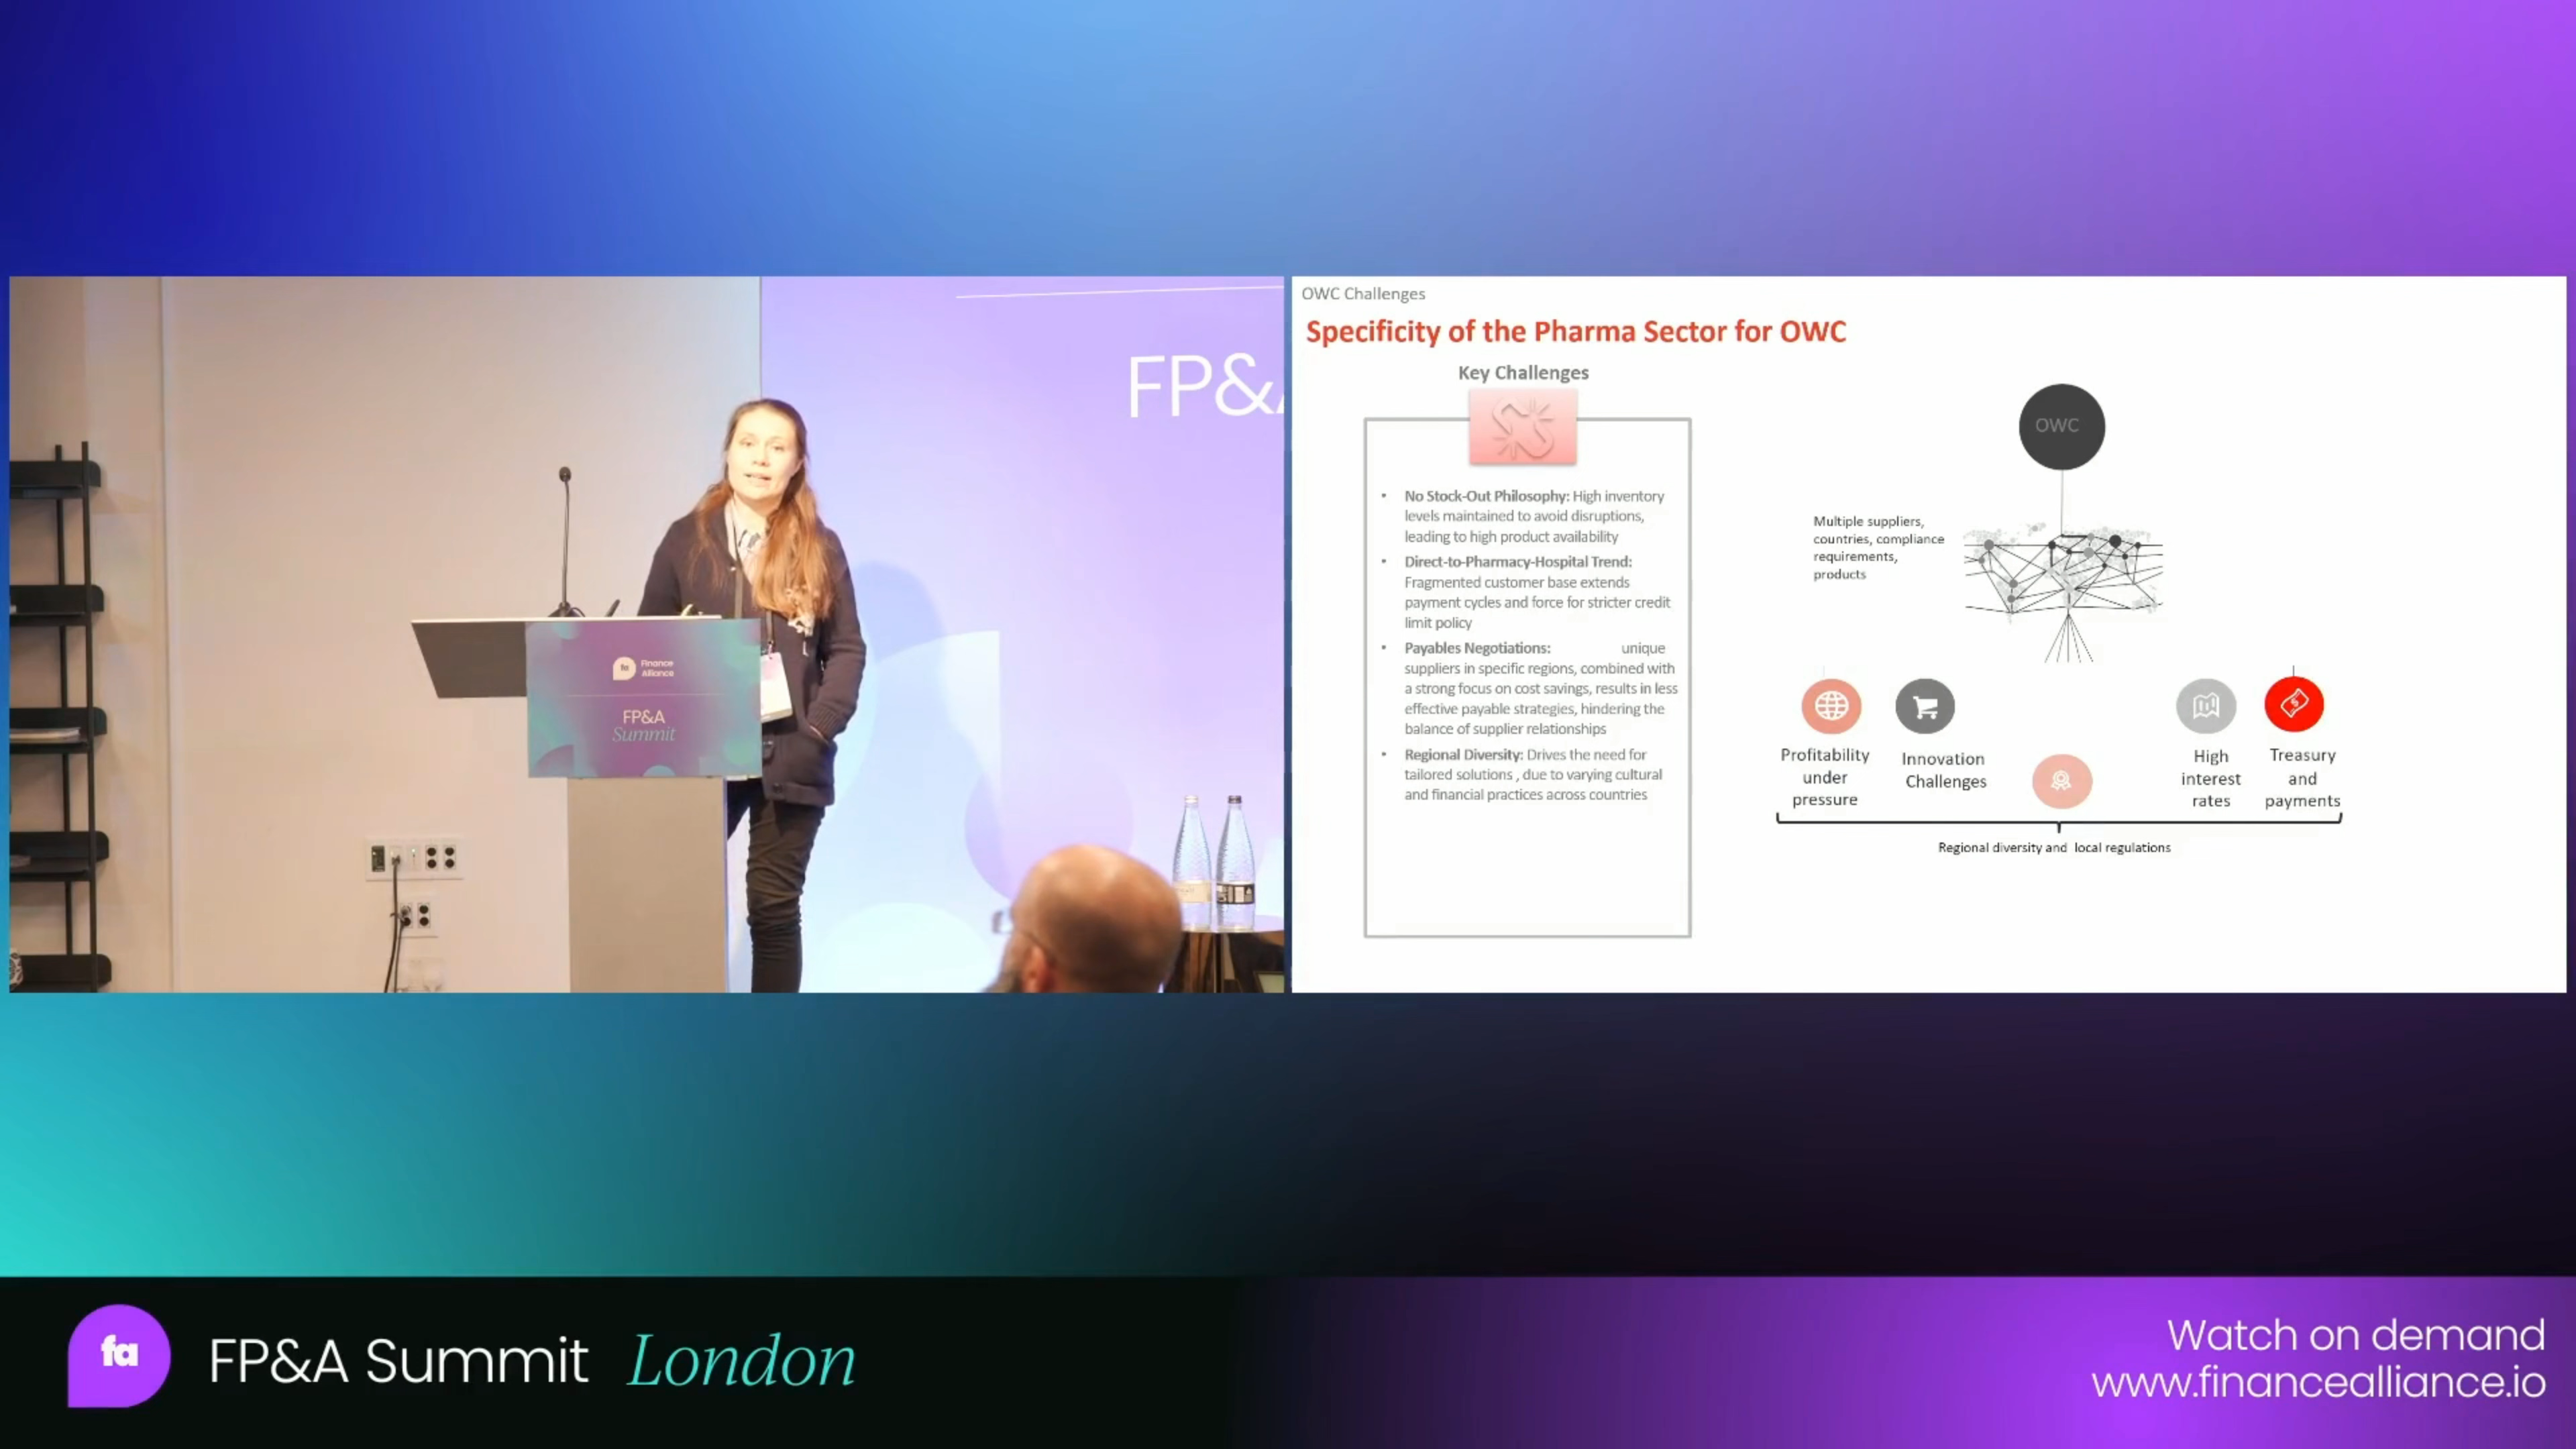 FP&
Finance
Alliance
FP&A
Summit
OWC Challenges
Specificity of the Pharma Sector for OWC
Key Challenges
• No Stock-Out Philosophy: High inventory
levels maintained to avoid disruptions,
leading to high product availability
• Direct-to-Pharmacy-Hospital Trend:
Fragmented customer base extends
payment cycles and force for stricter credit
limit policy
• Payables Negotiations: unique
suppliers in specific regions, combined with
a strong focus on cost savings, results in less
effective payable strategies, hindering the
balance of supplier relationships
• Regional Diversity: Drives the need for
tailored solutions , due to varying cultural
and financial practices across countries
OWC
Multiple suppliers,
countries, compliance
requirements,
products
Profitability
under
pressure
Innovation
Challenges
High
interest
rates
Treasury
and
payments
Regional diversity and local regulations
fa
FP&A Summit London
Watch on demand
www.financealliance.io